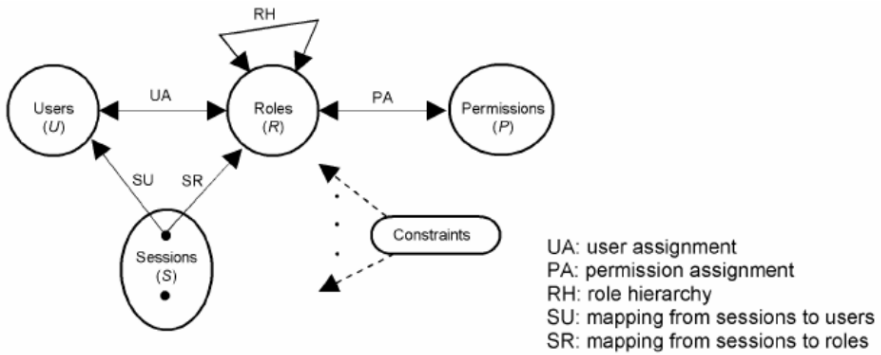 RH
Users
(U)
UA
Roles
(R)
PA
Permissions
(P)
SU
SR
Sessions
(S)
Constraints
UA: user assignment
PA: permission assignment
RH: role hierarchy
SU: mapping from sessions to users
SR: mapping from sessions to roles